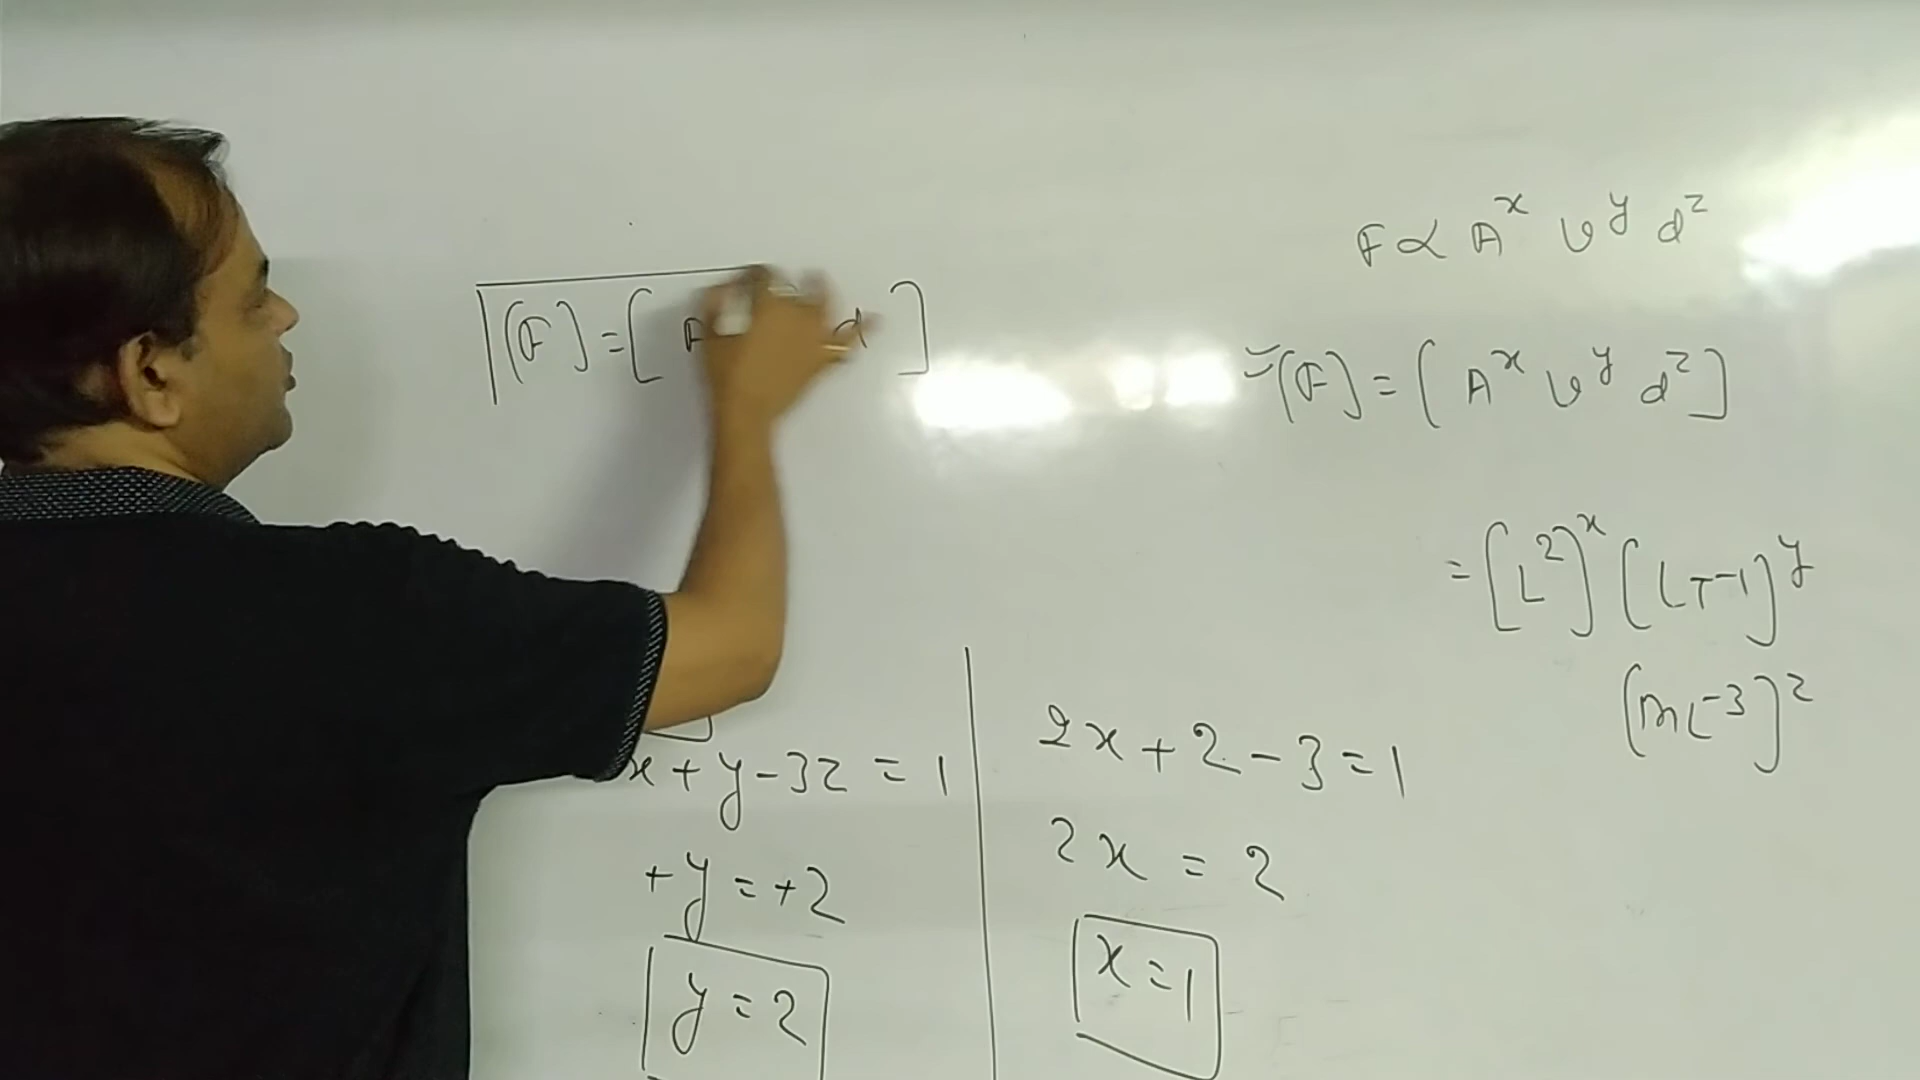 F ∝ A^x v^y d^z
[F] = [A^x v^y d^z]
= [L^2]^x [LT^-1]^y
[mL^-3]^z
[F] = [A d]
x + y - 3z = 1
+y = +2
y = 2
2x + 2 - 3 = 1
2x = 2
x = 1